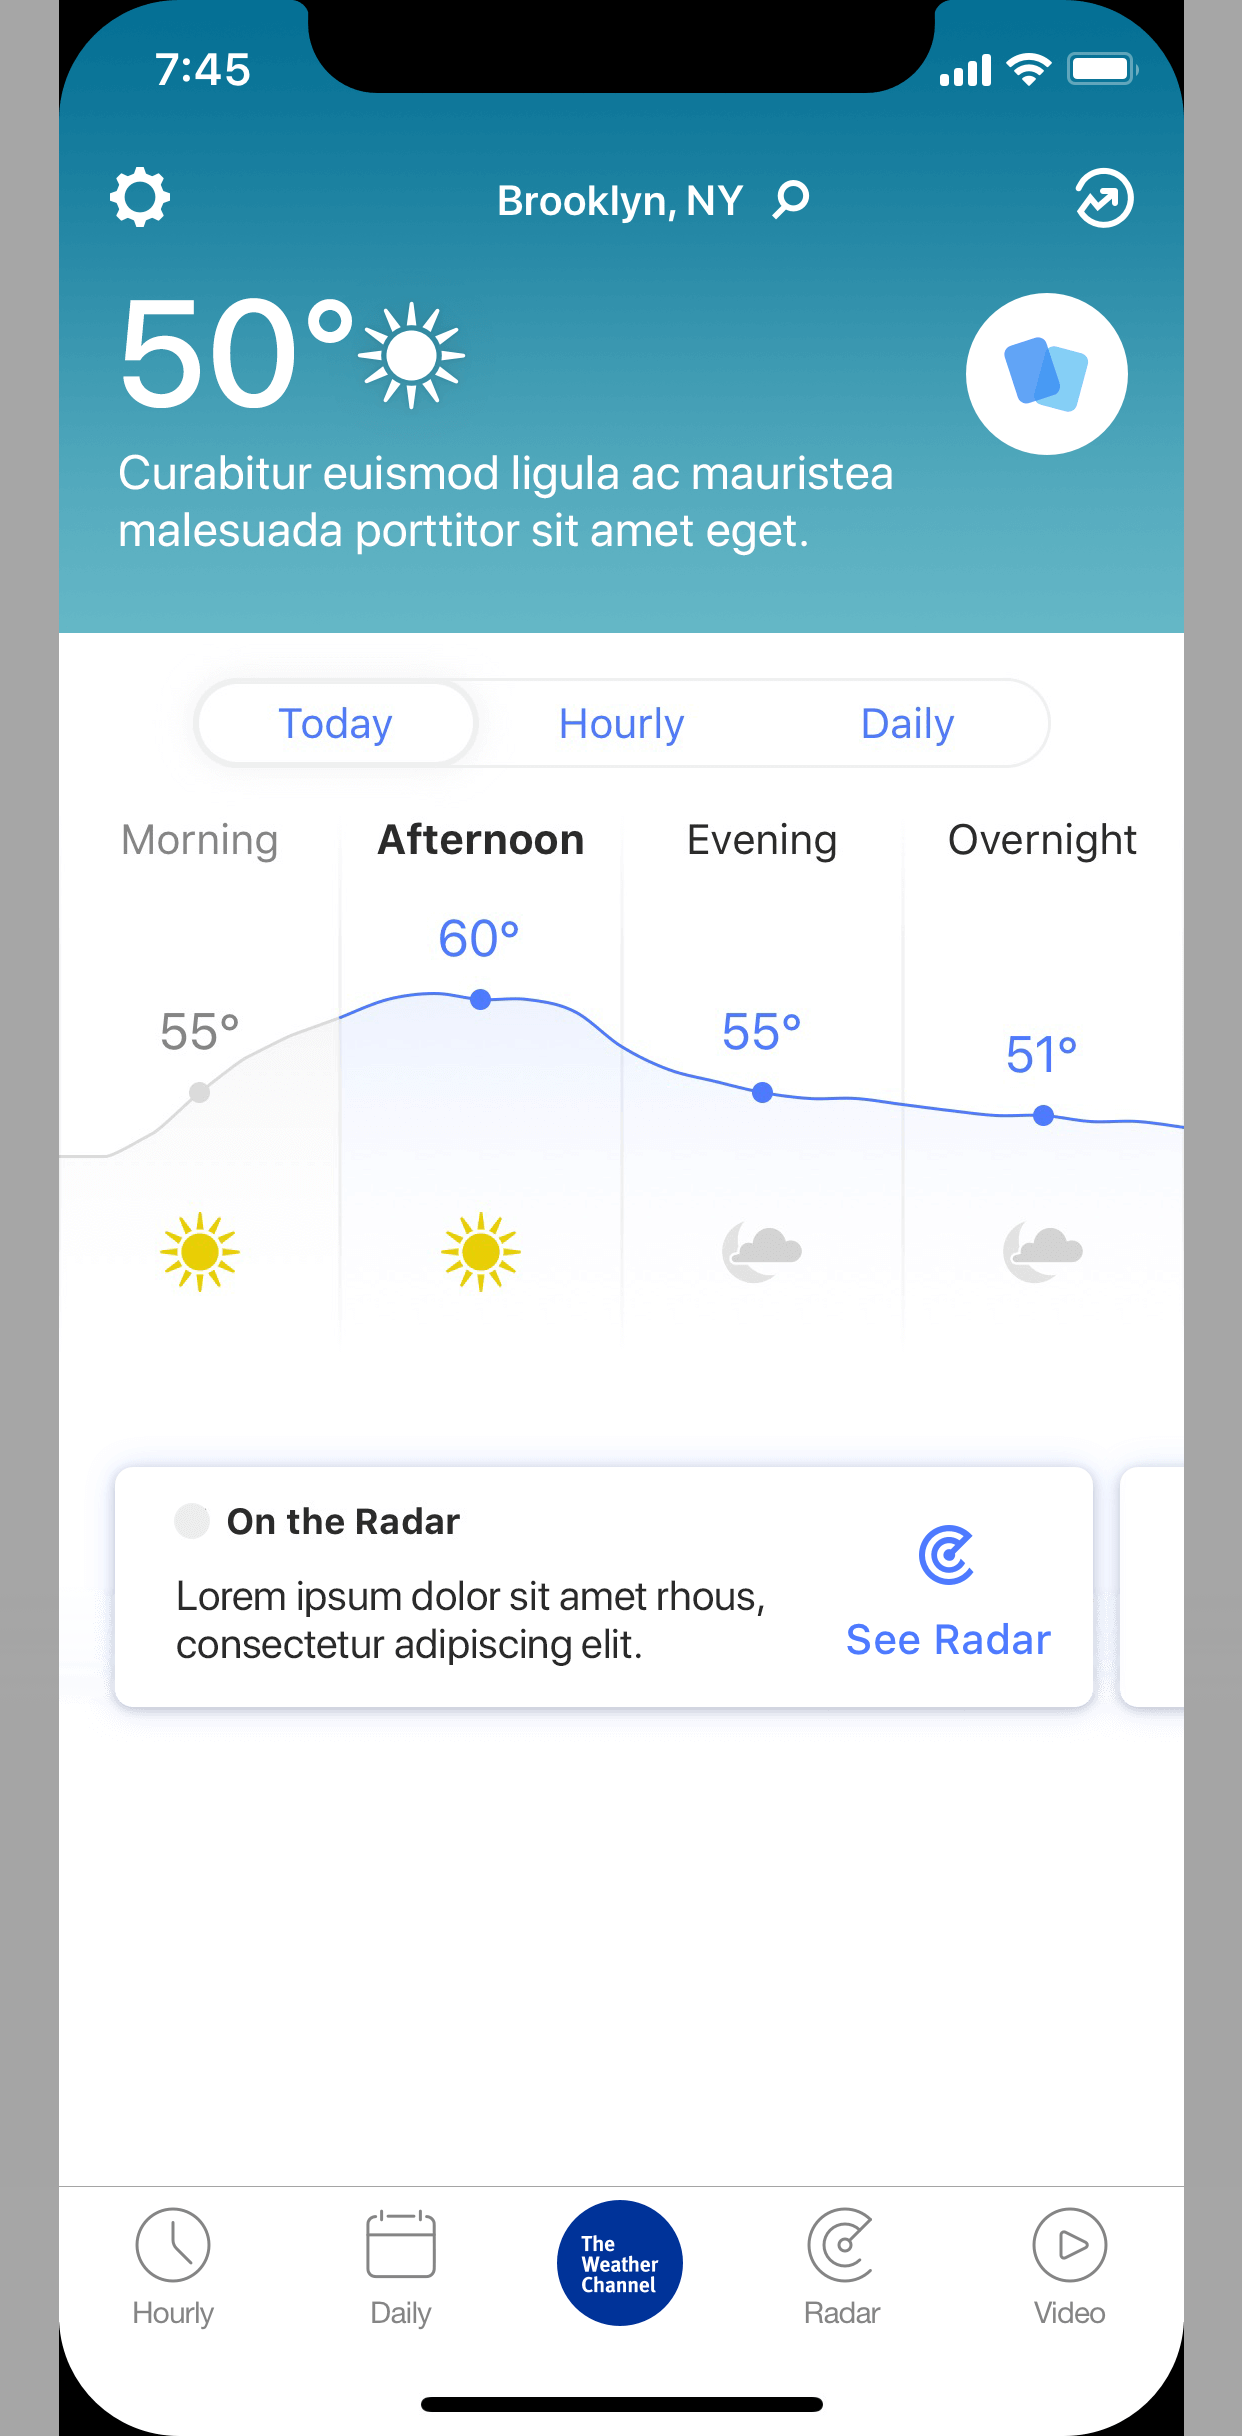 7:45
Brooklyn, NY
50°
Curabitur euismod ligula ac mauristea
malesuada porttitor sit amet eget.
Today Hourly Daily
Morning Afternoon Evening Overnight
55° 60° 55° 51°
On the Radar
Lorem ipsum dolor sit amet rhous,
consectetur adipiscing elit.
See Radar
The
Weather
Channel
Hourly Daily Radar Video